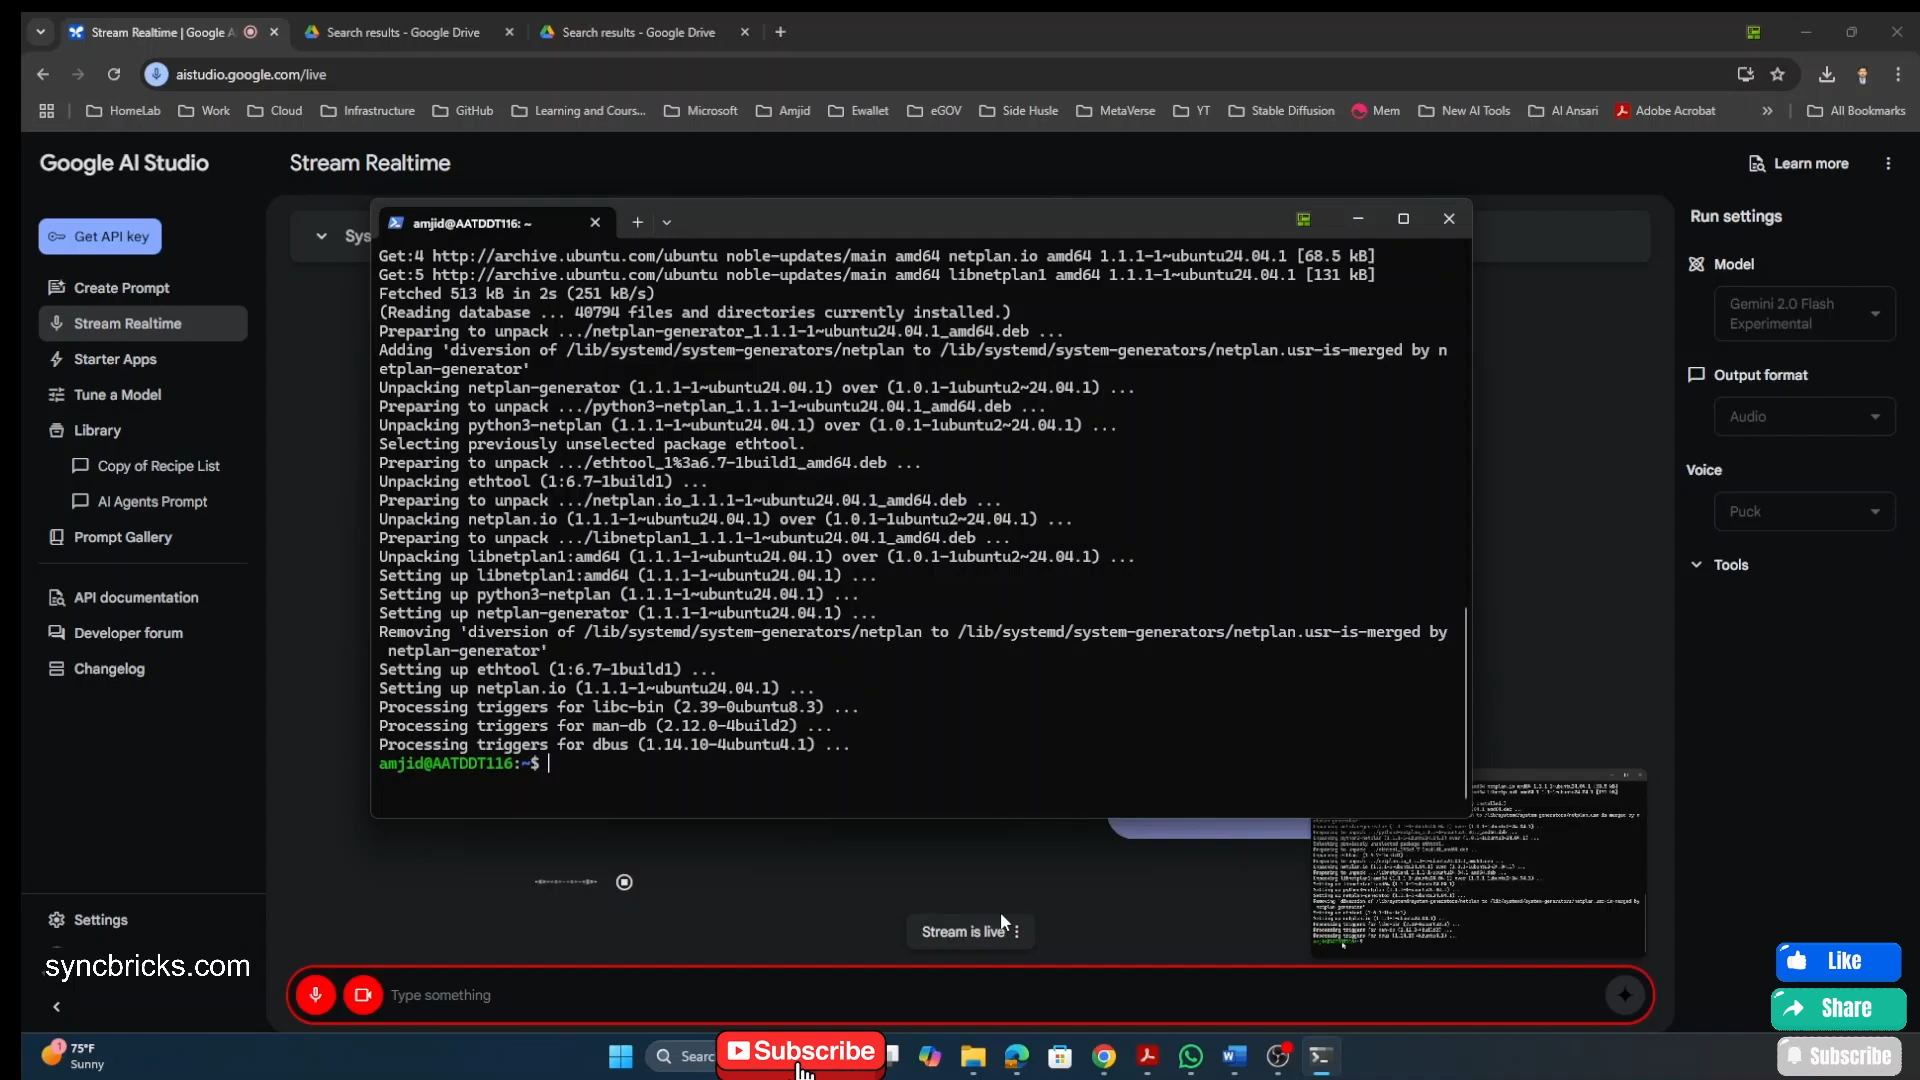 Stream Realtime | Google A
Search results - Google Drive
Search results - Google Drive
aistudio.google.com/live
HomeLab
Work
Cloud
Infrastructure
GitHub
Learning and Cours...
Microsoft
Amjid
Ewallet
eGOV
Side Husle
MetaVerse
YT
Stable Diffusion
Mem
New AI Tools
AI Ansari
Adobe Acrobat
All Bookmarks
Google AI Studio
Stream Realtime
Learn more
Get API key
Create Prompt
Stream Realtime
Starter Apps
Tune a Model
Library
Copy of Recipe List
AI Agents Prompt
Prompt Gallery
API documentation
Developer forum
Changelog
Settings
syncbricks.com
Sys
amjid@AATDDT116: ~
Get:4 http://archive.ubuntu.com/ubuntu noble-updates/main amd64 netplan.io amd64 1.1.1-1~ubuntu24.04.1 [68.5 kB]
Get:5 http://archive.ubuntu.com/ubuntu noble-updates/main amd64 libnetplan1 amd64 1.1.1-1~ubuntu24.04.1 [131 kB]
Fetched 513 kB in 2s (251 kB/s)
(Reading database ... 40794 files and directories currently installed.)
Preparing to unpack .../netplan-generator_1.1.1-1~ubuntu24.04.1_amd64.deb ...
Adding 'diversion of /lib/systemd/system-generators/netplan to /lib/systemd/system-generators/netplan.usr-is-merged by n
etplan-generator'
Unpacking netplan-generator (1.1.1-1~ubuntu24.04.1) over (1.0.1-1ubuntu2~24.04.1) ...
Preparing to unpack .../python3-netplan_1.1.1-1~ubuntu24.04.1_amd64.deb ...
Unpacking python3-netplan (1.1.1-1~ubuntu24.04.1) over (1.0.1-1ubuntu2~24.04.1) ...
Selecting previously unselected package ethtool.
Preparing to unpack .../ethtool_1%3a6.7-1build1_amd64.deb ...
Unpacking ethtool (1:6.7-1build1) ...
Preparing to unpack .../netplan.io_1.1.1-1~ubuntu24.04.1_amd64.deb ...
Unpacking netplan.io (1.1.1-1~ubuntu24.04.1) over (1.0.1-1ubuntu2~24.04.1) ...
Preparing to unpack .../libnetplan1_1.1.1-1~ubuntu24.04.1_amd64.deb ...
Unpacking libnetplan1:amd64 (1.1.1-1~ubuntu24.04.1) over (1.0.1-1ubuntu2~24.04.1) ...
Setting up libnetplan1:amd64 (1.1.1-1~ubuntu24.04.1) ...
Setting up python3-netplan (1.1.1-1~ubuntu24.04.1) ...
Setting up netplan-generator (1.1.1-1~ubuntu24.04.1) ...
Removing 'diversion of /lib/systemd/system-generators/netplan to /lib/systemd/system-generators/netplan.usr-is-merged by
netplan-generator'
Setting up ethtool (1:6.7-1build1) ...
Setting up netplan.io (1.1.1-1~ubuntu24.04.1) ...
Processing triggers for libc-bin (2.39-0ubuntu8.3) ...
Processing triggers for man-db (2.12.0-4build2) ...
Processing triggers for dbus (1.14.10-4ubuntu4.1) ...
amjid@AATDDT116:~$
Run settings
Model
Gemini 2.0 Flash
Experimental
Output format
Audio
Voice
Puck
Tools
Stream is live
Type something
Like
Share
Subscribe
1
75°F
Sunny
Searc
Subscribe